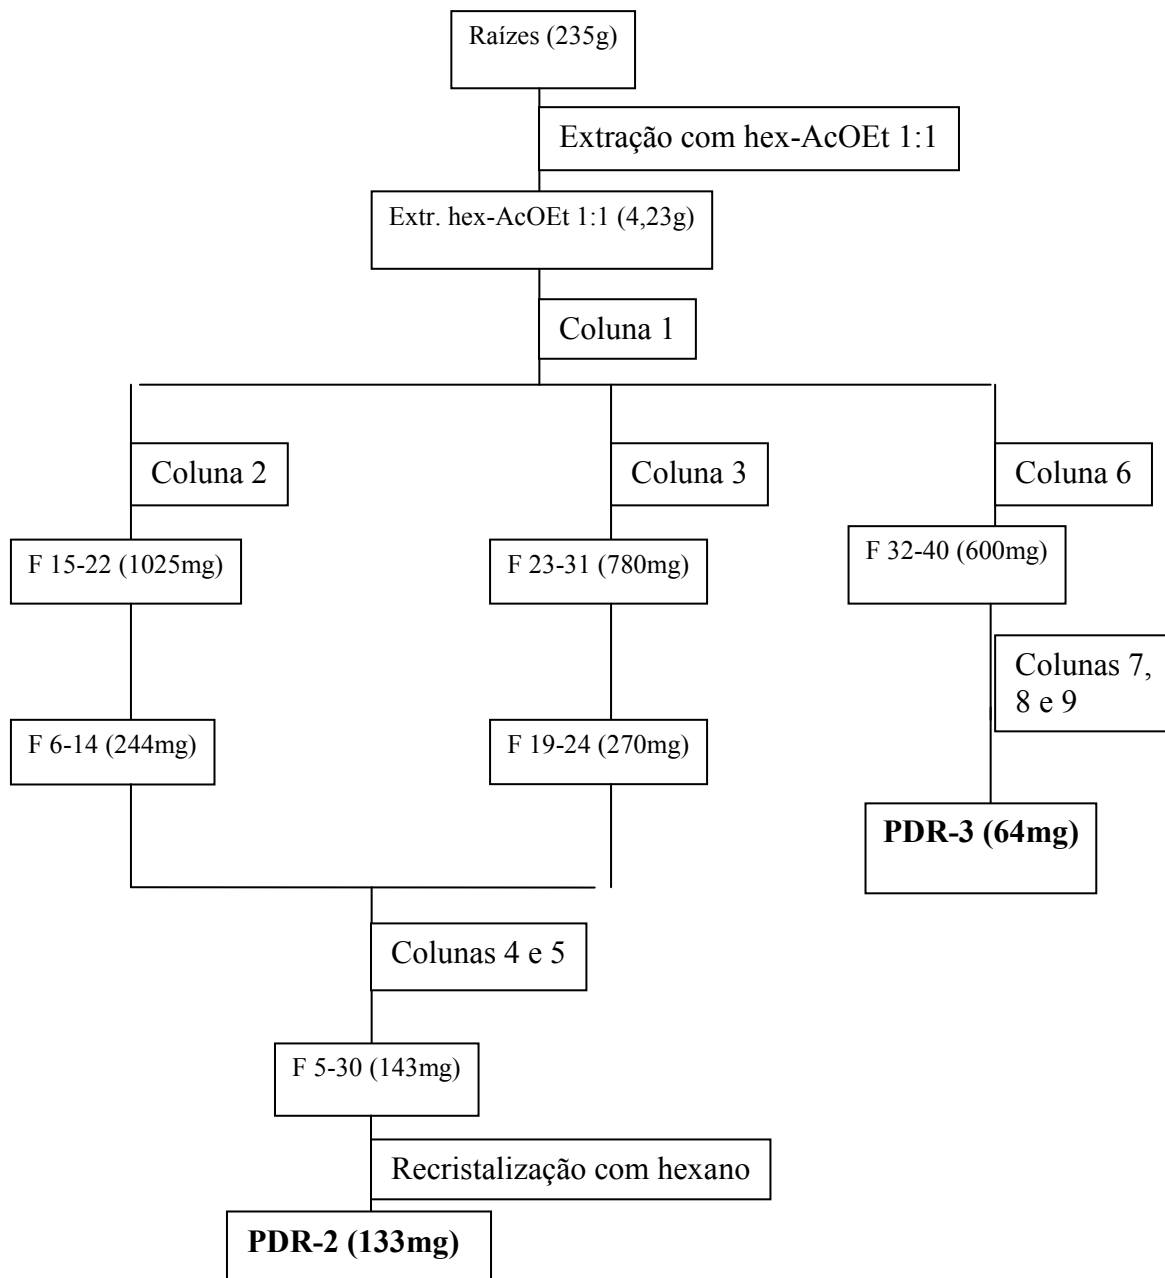 Raízes (235g)
Extração com hex-AcOEt 1:1
Extr. hex-AcOEt 1:1 (4,23g)
Coluna 1
Coluna 2
Coluna 3
Coluna 6
F 15-22 (1025mg)
F 23-31 (780mg)
F 32-40 (600mg)
Colunas 7,
8 e 9
F 6-14 (244mg)
F 19-24 (270mg)
PDR-3 (64mg)
Colunas 4 e 5
F 5-30 (143mg)
Recristalização com hexano
PDR-2 (133mg)